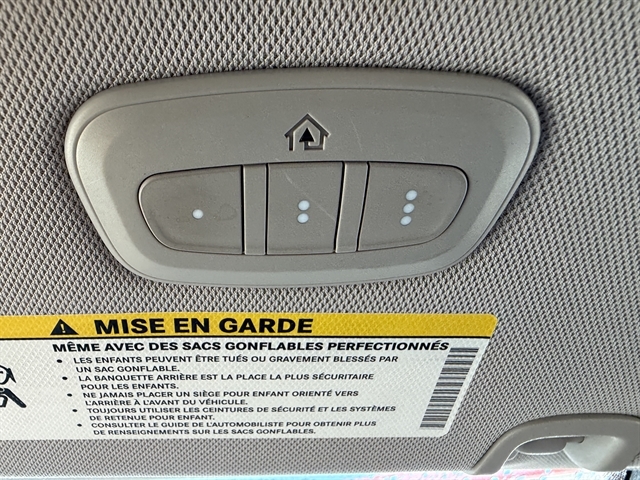 MISE EN GARDE
MÊME AVEC DES SACS GONFLABLES PERFECTIONNÉS
• LES ENFANTS PEUVENT ÊTRE TUÉS OU GRAVEMENT BLESSÉS PAR
UN SAC GONFLABLE.
• LA BANQUETTE ARRIÈRE EST LA PLACE LA PLUS SÉCURITAIRE
POUR LES ENFANTS.
• NE JAMAIS PLACER UN SIÈGE POUR ENFANT ORIENTÉ VERS
L'ARRIÈRE À L'AVANT DU VÉHICULE.
• TOUJOURS UTILISER LES CEINTURES DE SÉCURITÉ ET LES SYSTÈMES
DE RETENUE POUR ENFANT.
• CONSULTER LE GUIDE DE L'AUTOMOBILISTE POUR OBTENIR PLUS
DE RENSEIGNEMENTS SUR LES SACS GONFLABLES.